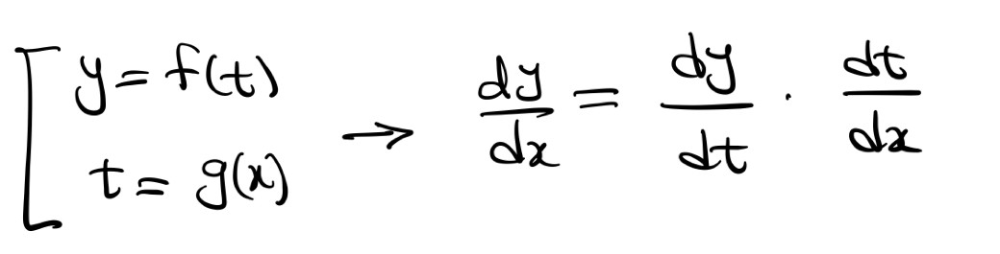 y = f(t)
t = g(x)
→ dy/dx = dy/dt · dt/dx